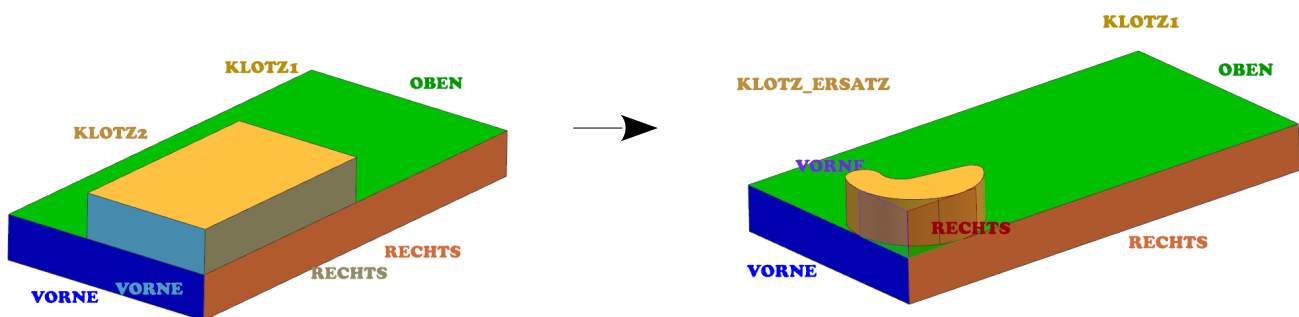 KLOTZ1
OBEN
KLOTZ2
RECHTS
RECHTS
VORNE
VORNE
KLOTZ1
OBEN
KLOTZ_ERSATZ
VORNE
RECHTS
RECHTS
VORNE